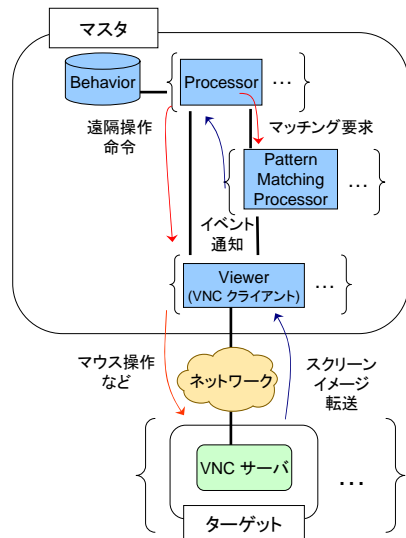 マスタ
Behavior
Processor
...
遠隔操作
命令
マッチング要求
Pattern
Matching
Processor
...
イベント
通知
Viewer
(VNC クライアント)
...
マウス操作
など
ネットワーク
スクリーン
イメージ
転送
VNC サーバ
...
ターゲット